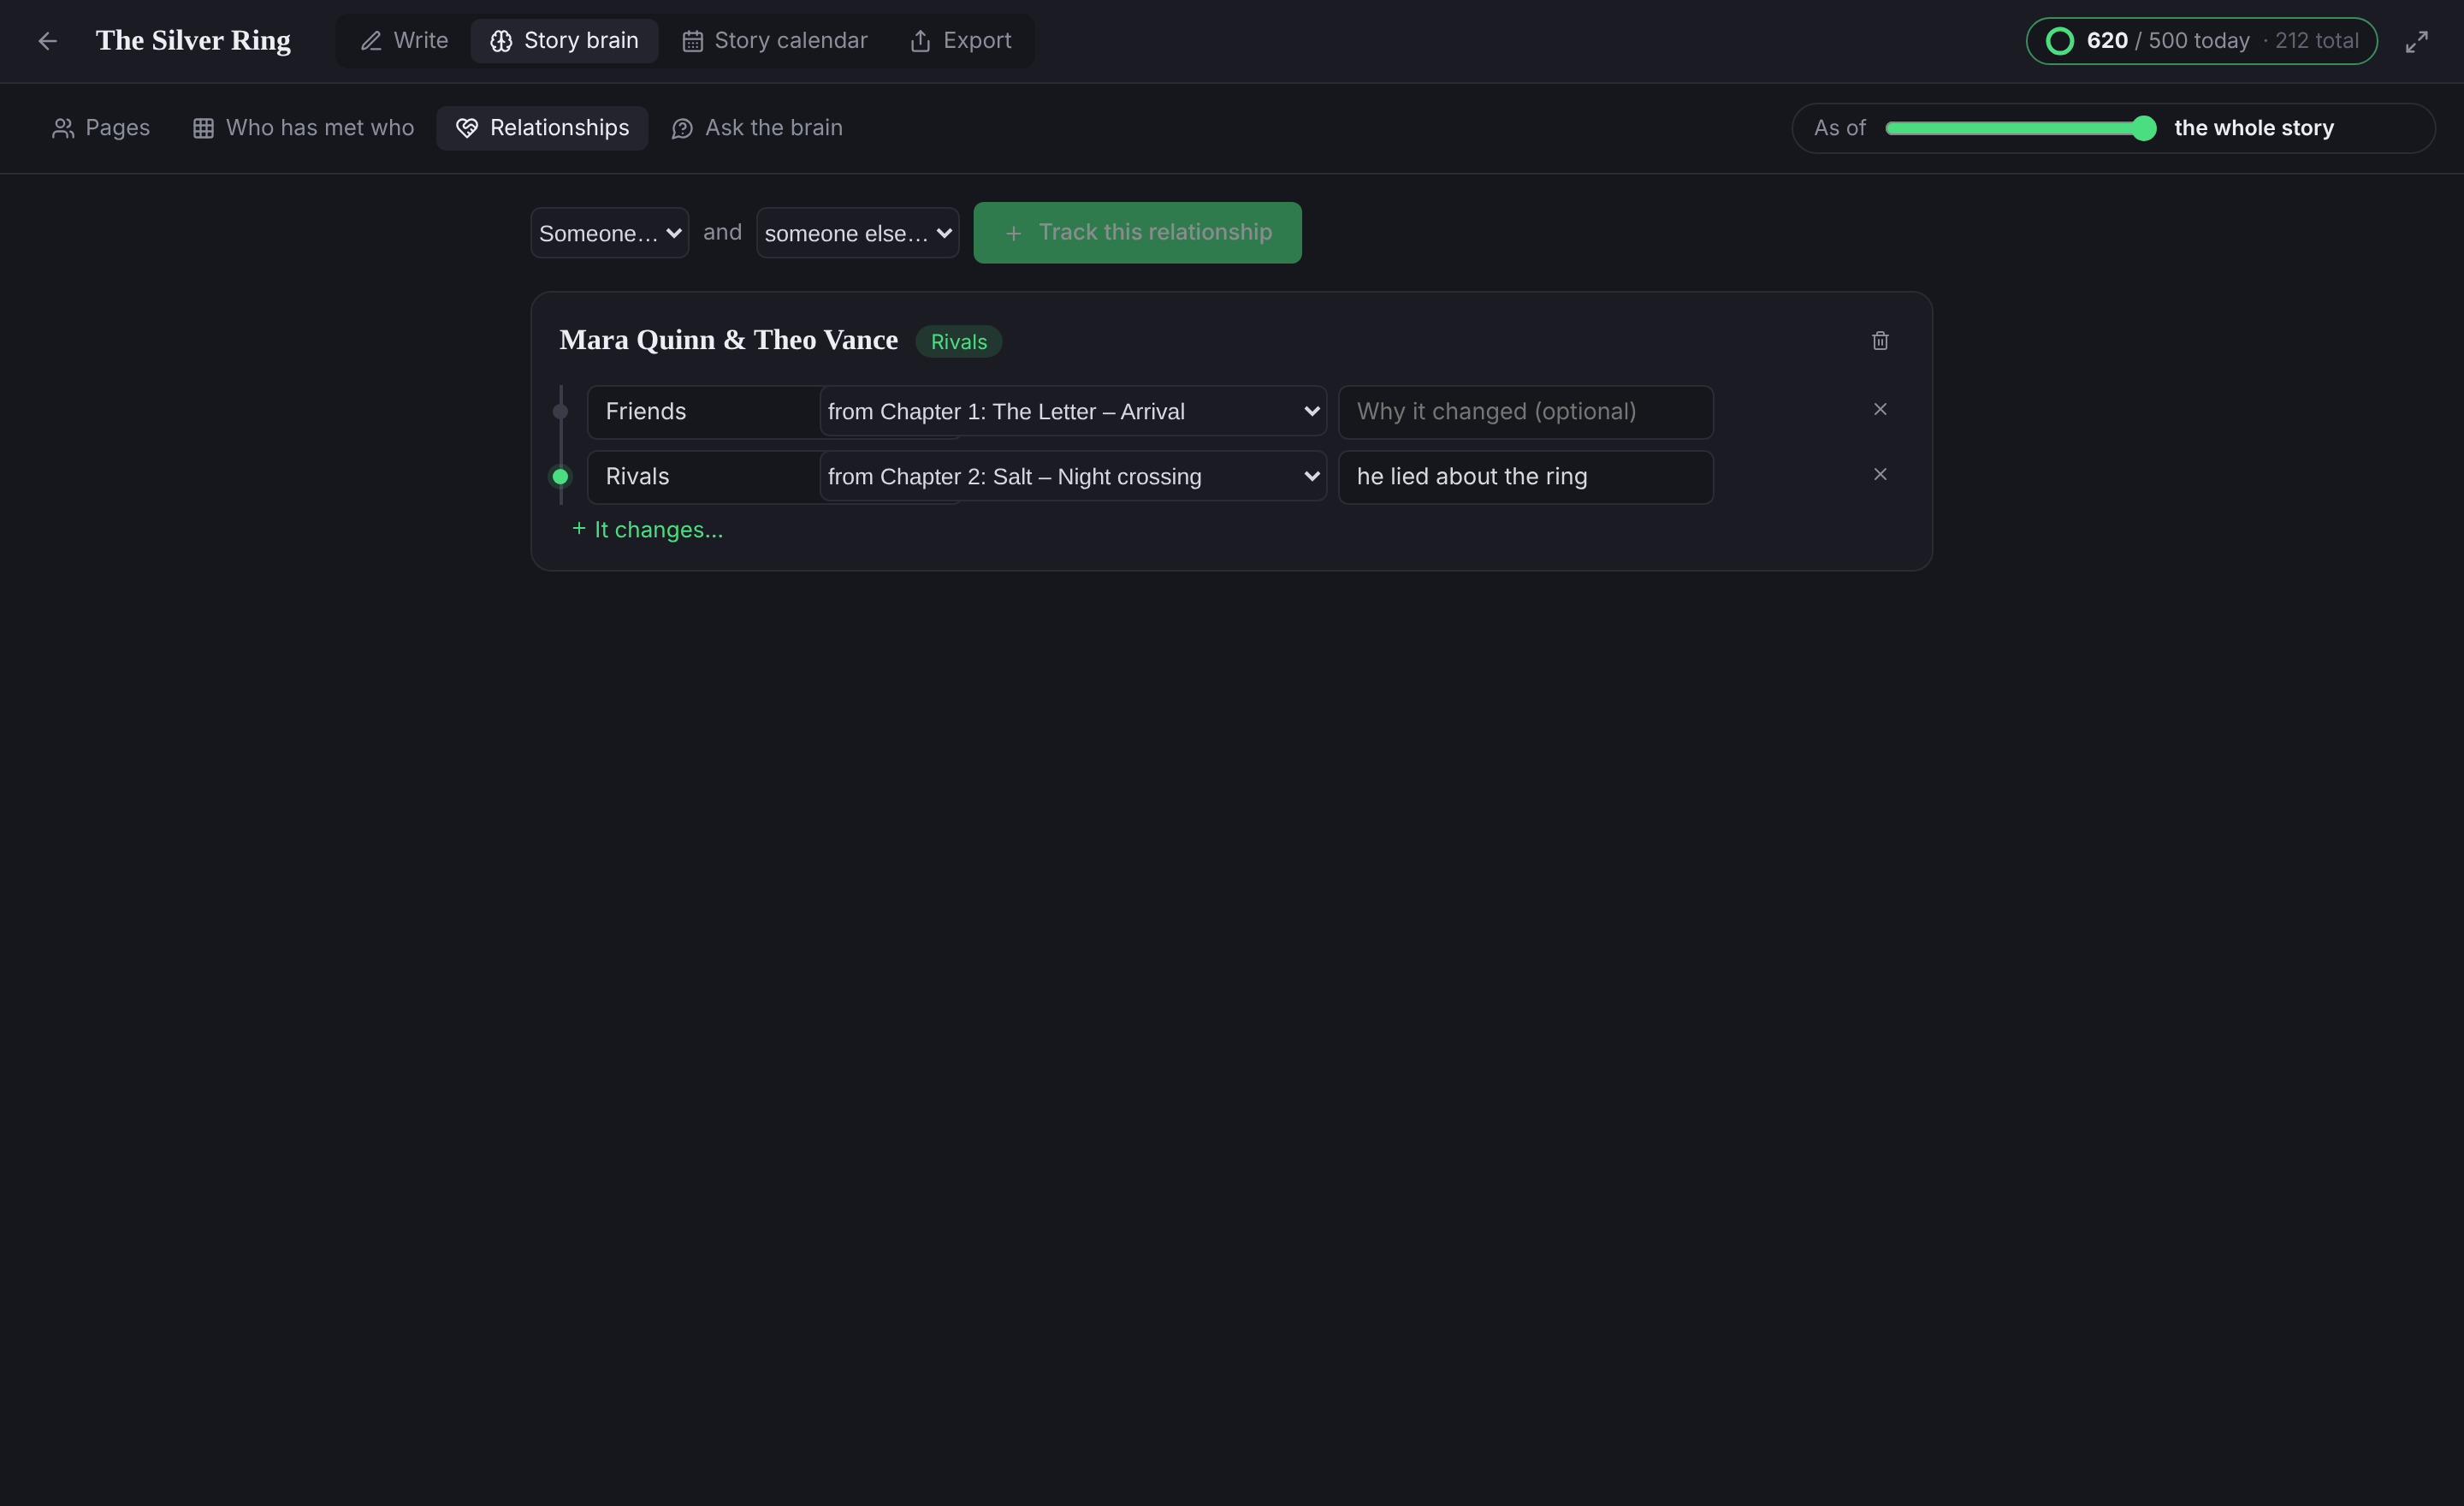 The Silver Ring Write Story brain Story calendar Export 620 / 500 today · 212 total
Pages Who has met who Relationships Ask the brain As of the whole story
Someone... and someone else... + Track this relationship
Mara Quinn & Theo Vance Rivals
Friends from Chapter 1: The Letter – Arrival Why it changed (optional)
Rivals from Chapter 2: Salt – Night crossing he lied about the ring
+ It changes...